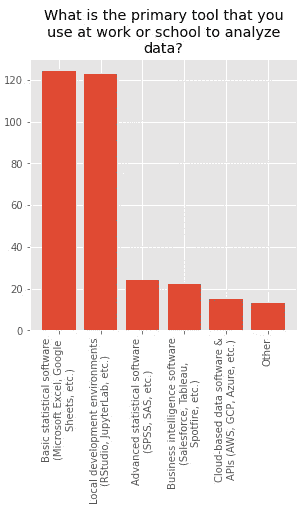 What is the primary tool that you
use at work or school to analyze
data?
120
100
80
60
40
20
0
Basic statistical software
(Microsoft Excel, Google
Sheets, etc.)
Local development environments
(RStudio, JupyterLab, etc.)
Advanced statistical software
(SPSS, SAS, etc.)
Business intelligence software
(Salesforce, Tableau,
Spotfire, etc.)
Cloud-based data software &
APIs (AWS, GCP, Azure, etc.)
Other